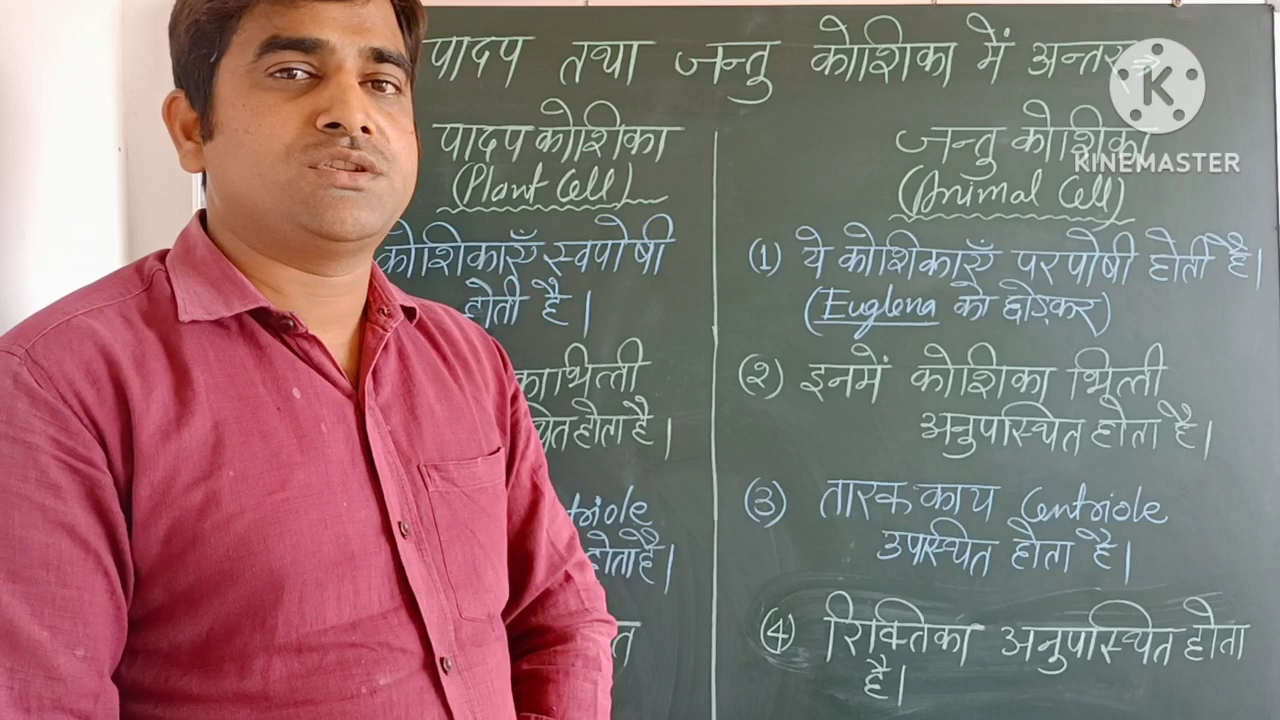 पादप तथा जन्तु कोशिका में अन्तर
पादप कोशिका
(Plant Cell)
कोशिकाएँ स्वपोषी
होती है।
होता है।
होता है।
जन्तु कोशिका
(Animal Cell)
(1) ये कोशिकाएँ परपोषी होती है।
(Euglena को छोड़कर)
(2) इनमें कोशिका भित्ती
अनुपस्थित होता है।
(3) तारक काय Centriole
उपस्थित होता है।
(4) रिक्तिका अनुपस्थित होता
है।
K
KINEMASTER